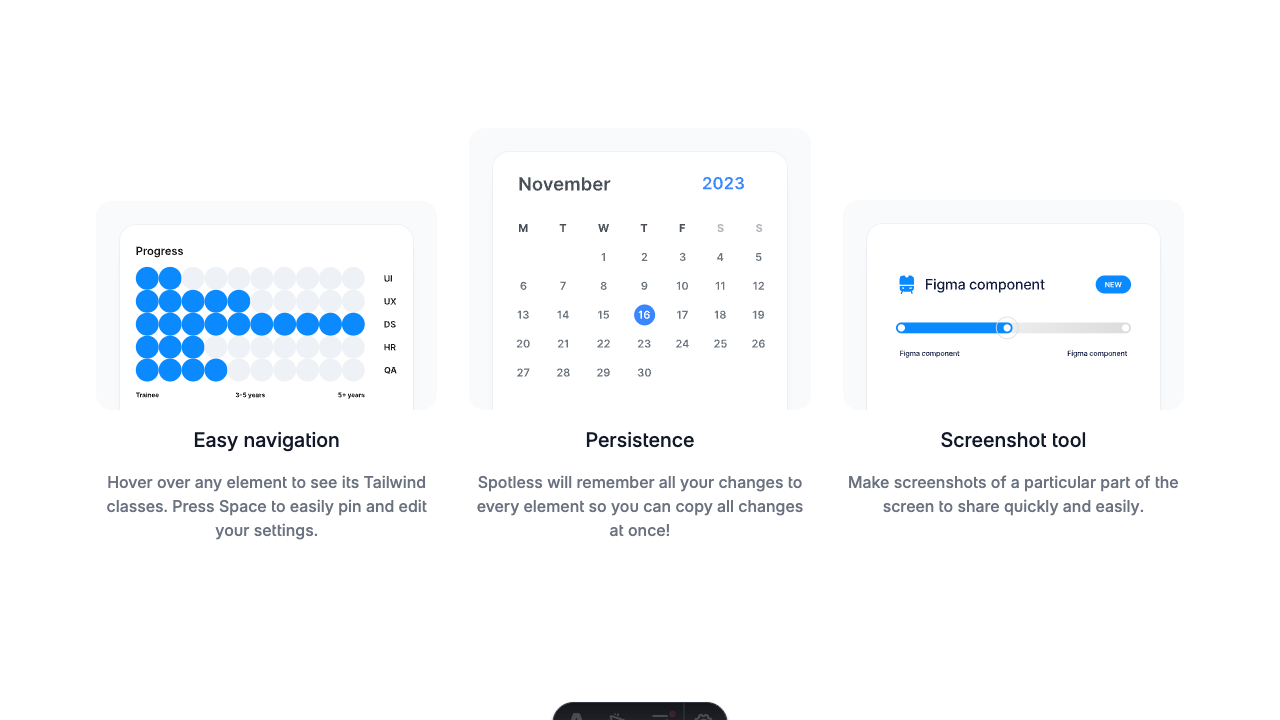 Progress
UI
UX
DS
HR
QA
Trainee 3-5 years 5+ years
Easy navigation
Hover over any element to see its Tailwind
classes. Press Space to easily pin and edit
your settings.
November 2023
M T W T F S S
1 2 3 4 5
6 7 8 9 10 11 12
13 14 15 16 17 18 19
20 21 22 23 24 25 26
27 28 29 30
Persistence
Spotless will remember all your changes to
every element so you can copy all changes
at once!
Figma component NEW
Figma component Figma component
Screenshot tool
Make screenshots of a particular part of the
screen to share quickly and easily.